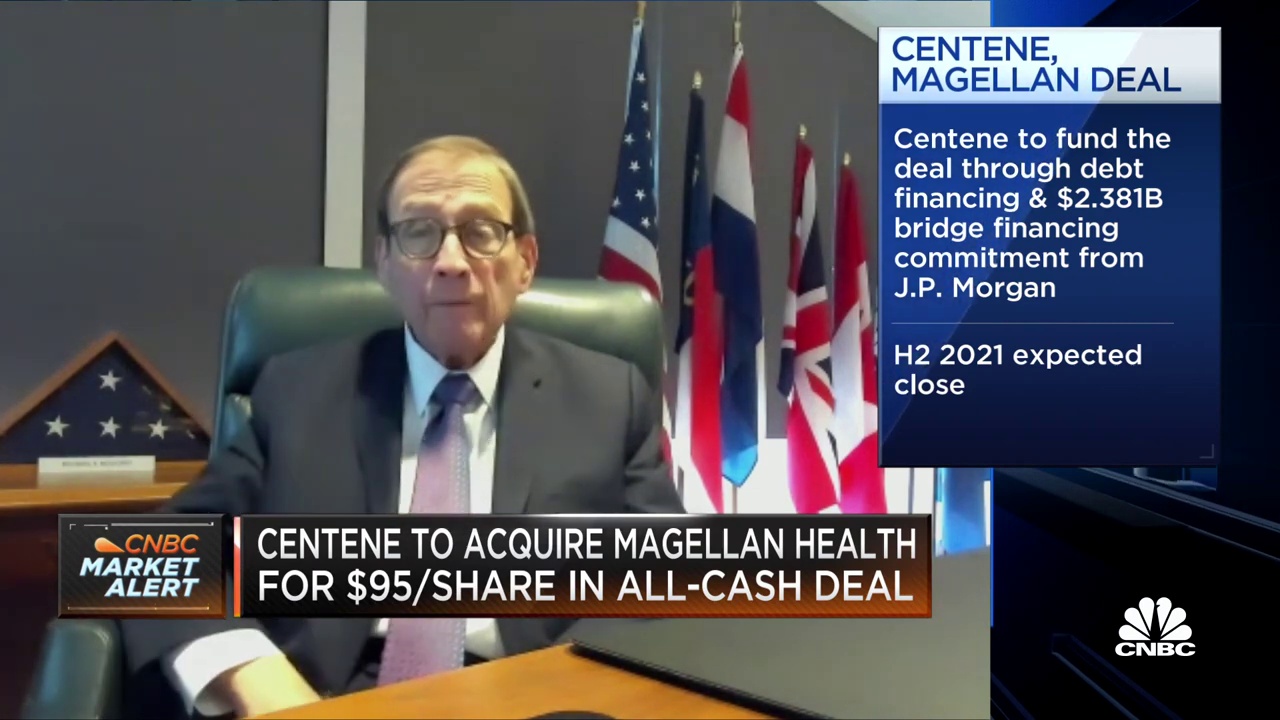 CENTENE,
MAGELLAN DEAL
Centene to fund the
deal through debt
financing & $2.381B
bridge financing
commitment from
J.P. Morgan
H2 2021 expected
close
CNBC
MARKET
ALERT
CENTENE TO ACQUIRE MAGELLAN HEALTH
FOR $95/SHARE IN ALL-CASH DEAL
CNBC